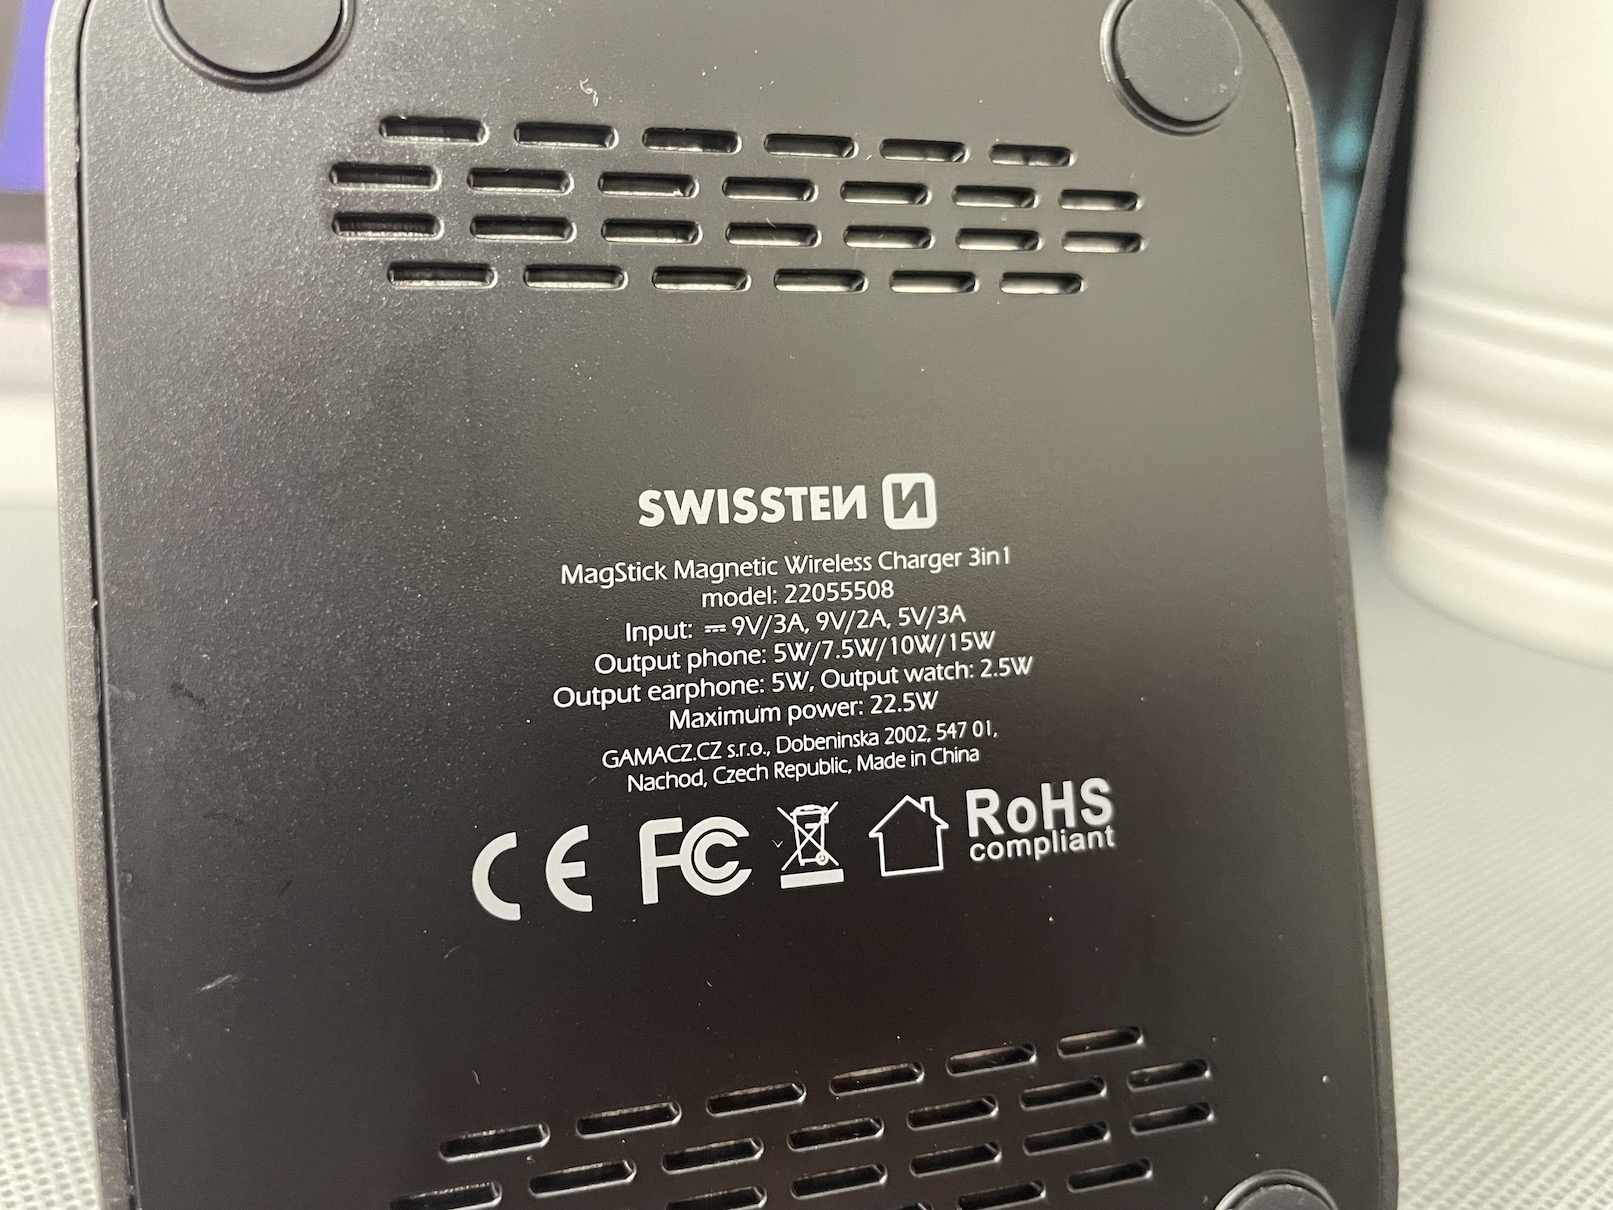 SWISSTEN
MagStick Magnetic Wireless Charger 3in1
model: 22055508
Input: ⎓ 9V/3A, 9V/2A, 5V/3A
Output phone: 5W/7.5W/10W/15W
Output earphone: 5W, Output watch: 2.5W
Maximum power: 22.5W
GAMACZ.CZ s.r.o., Dobeninska 2002, 547 01,
Nachod, Czech Republic, Made in China
CE FC RoHS
compliant